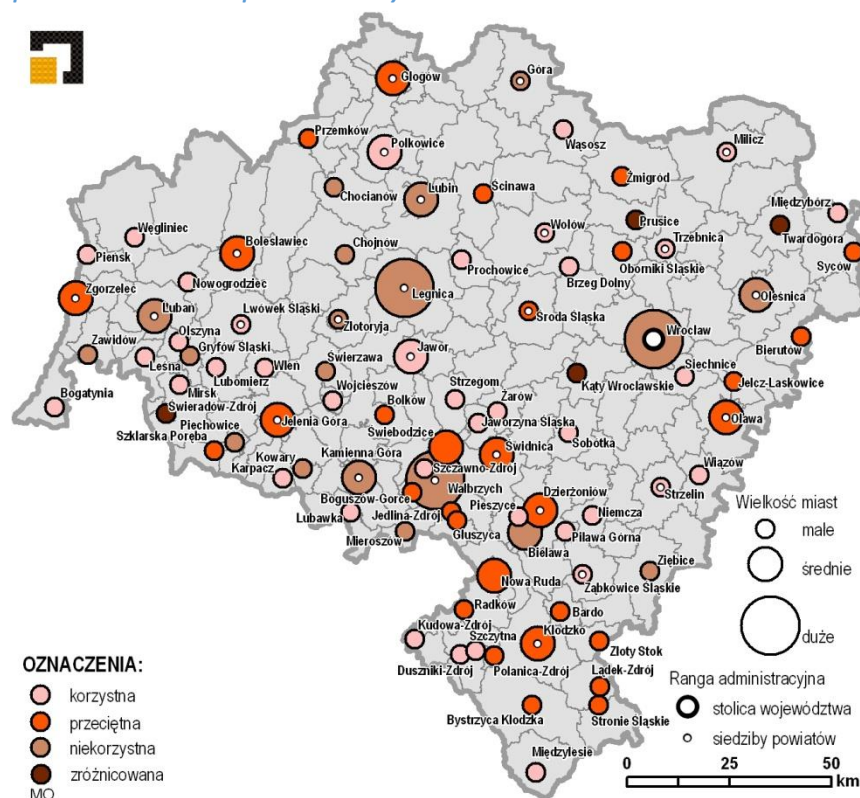 Głogów
Góra
Przemków
Polkowice
Wąsosz
Milicz
Chocianów
Lubin
Ścinawa
Żmigród
Międzybórz
Prusice
Twardogóra
Węgliniec
Bolesławiec
Chojnów
Wołów
Trzebnica
Pieńsk
Prochowice
Brzeg Dolny
Oborniki Śląskie
Syców
Nowogrodziec
Zgorzelec
Legnica
Oleśnica
Lubań
Lwówek Śląski
Złotoryja
Środa Śląska
Wrocław
Olszyna
Zawidów
Gryfów Śląski
Jawor
Bierutów
Leśna
Lubomierz
Wleń
Świerzawa
Siechnice
Kąty Wrocławskie
Jelcz-Laskowice
Mirsk
Bogatynia
Wojcieszów
Strzegom
Żarów
Świeradów-Zdrój
Piechowice
Jelenia Góra
Bolków
Jaworzyna Śląska
Oława
Szklarska Poręba
Świebodzice
Sobótka
Świdnica
Kowary
Kamienna Góra
Szczawno-Zdrój
Karpacz
Wałbrzych
Wiązów
Strzelin
Boguszów-Gorce
Pieszyce
Dzierżoniów
Niemcza
Lubawka
Jedlina-Zdrój
Głuszyca
Piława Górna
Mieroszów
Bielawa
Ziębice
Nowa Ruda
Ząbkowice Śląskie
Radków
Bardo
Kudowa-Zdrój
Szczytna
Kłodzko
Złoty Stok
Duszniki-Zdrój
Polanica-Zdrój
Lądek-Zdrój
Bystrzyca Kłodzka
Stronie Śląskie
Międzylesie
Wielkość miast
małe
średnie
duże
Ranga administracyjna
stolica województwa
siedziby powiatów
0 25 50
km
OZNACZENIA:
korzystna
przeciętna
niekorzystna
zróżnicowana
MO